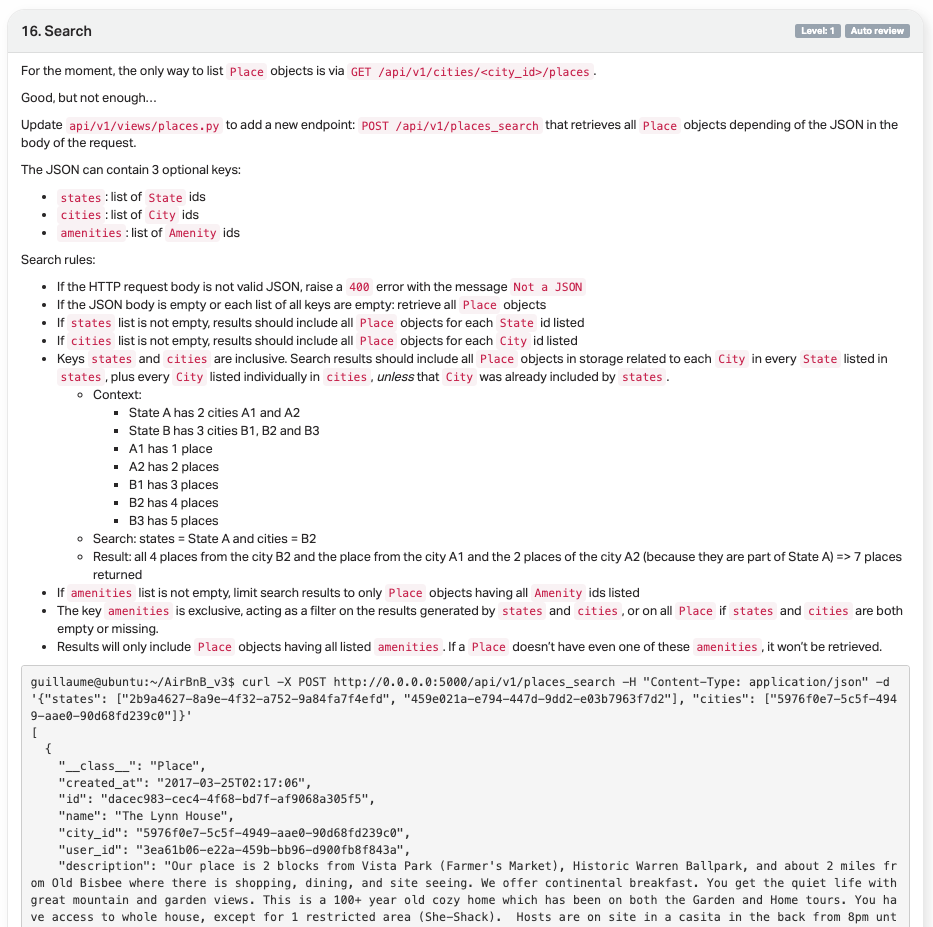 16. Search
Level: 1
Auto review
For the moment, the only way to list Place objects is via GET /api/v1/cities/<city_id>/places .
Good, but not enough…
Update api/v1/views/places.py to add a new endpoint: POST /api/v1/places_search that retrieves all Place objects depending of the JSON in the
body of the request.
The JSON can contain 3 optional keys:
• states : list of State ids
• cities : list of City ids
• amenities : list of Amenity ids
Search rules:
• If the HTTP request body is not valid JSON, raise a 400 error with the message Not a JSON
• If the JSON body is empty or each list of all keys are empty: retrieve all Place objects
• If states list is not empty, results should include all Place objects for each State id listed
• If cities list is not empty, results should include all Place objects for each City id listed
• Keys states and cities are inclusive. Search results should include all Place objects in storage related to each City in every State listed in
states , plus every City listed individually in cities , unless that City was already included by states .
◦ Context:
▪ State A has 2 cities A1 and A2
▪ State B has 3 cities B1, B2 and B3
▪ A1 has 1 place
▪ A2 has 2 places
▪ B1 has 3 places
▪ B2 has 4 places
▪ B3 has 5 places
◦ Search: states = State A and cities = B2
◦ Result: all 4 places from the city B2 and the place from the city A1 and the 2 places of the city A2 (because they are part of State A) => 7 places
returned
• If amenities list is not empty, limit search results to only Place objects having all Amenity ids listed
• The key amenities is exclusive, acting as a filter on the results generated by states and cities , or on all Place if states and cities are both
empty or missing.
• Results will only include Place objects having all listed amenities . If a Place doesn’t have even one of these amenities , it won’t be retrieved.
guillaume@ubuntu:~/AirBnB_v3$ curl -X POST http://0.0.0.0:5000/api/v1/places_search -H "Content-Type: application/json" -d
'{"states": ["2b9a4627-8a9e-4f32-a752-9a84fa7f4efd", "459e021a-e794-447d-9dd2-e03b7963f7d2"], "cities": ["5976f0e7-5c5f-494
9-aae0-90d68fd239c0"]}'
[
  {
    "__class__": "Place",
    "created_at": "2017-03-25T02:17:06",
    "id": "dacec983-cec4-4f68-bd7f-af9068a305f5",
    "name": "The Lynn House",
    "city_id": "5976f0e7-5c5f-4949-aae0-90d68fd239c0",
    "user_id": "3ea61b06-e22a-459b-bb96-d900fb8f843a",
    "description": "Our place is 2 blocks from Vista Park (Farmer's Market), Historic Warren Ballpark, and about 2 miles fr
om Old Bisbee where there is shopping, dining, and site seeing. We offer continental breakfast. You get the quiet life with
great mountain and garden views. This is a 100+ year old cozy home which has been on both the Garden and Home tours. You ha
ve access to whole house, except for 1 restricted area (She-Shack).  Hosts are on site in a casita in the back from 8pm unt